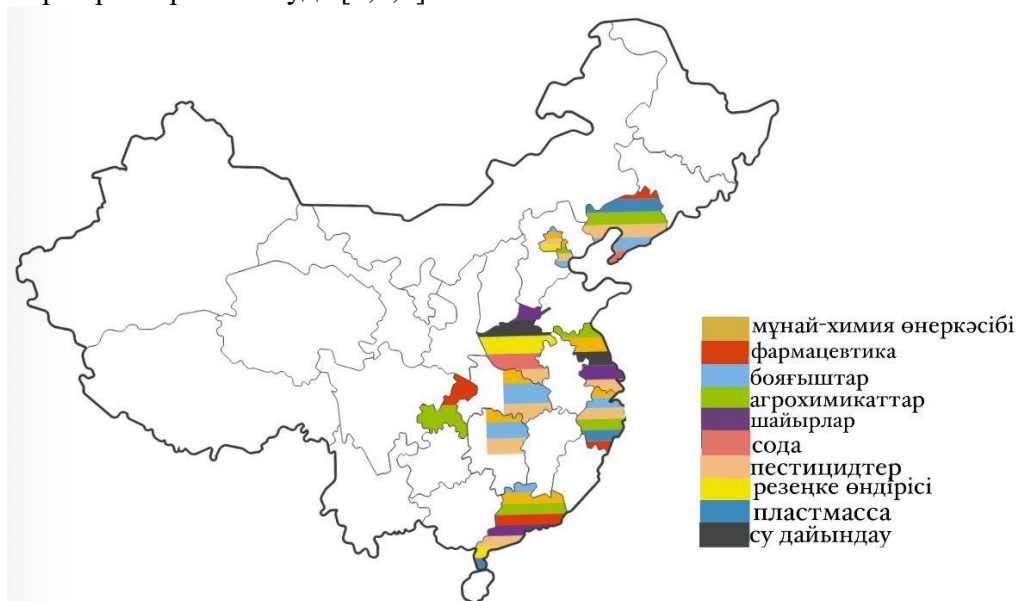 мұнай-химия өнеркәсібі
фармацевтика
бояғыштар
агрохимикаттар
шайырлар
сода
пестицидтер
резеңке өндірісі
пластмасса
су дайындау